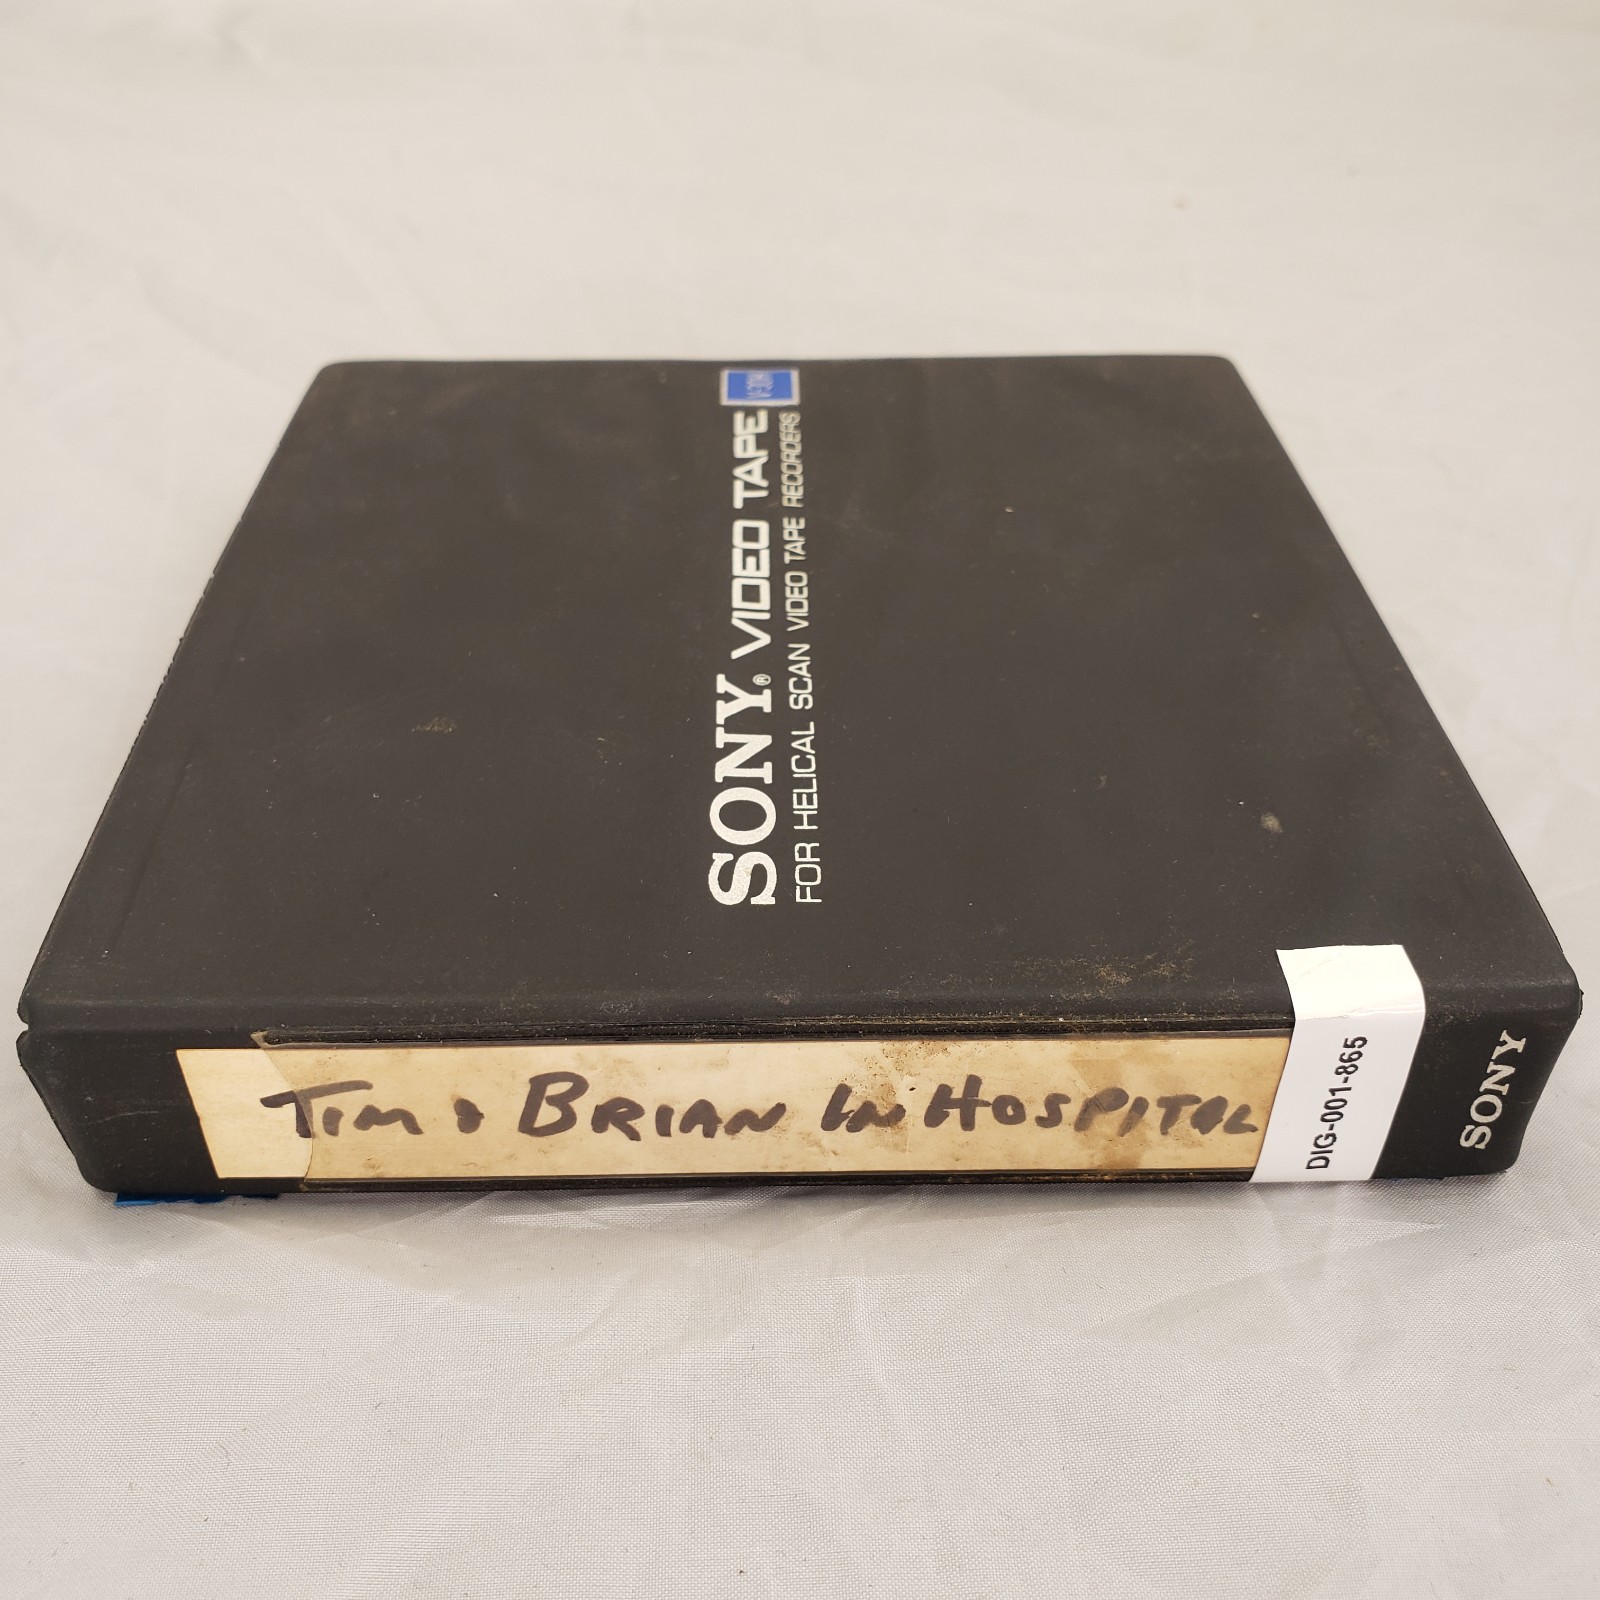 SONY® VIDEO TAPE
FOR HELICAL SCAN VIDEO TAPE RECORDERS
TIM & BRIAN IN HOSPITAL
DIG-001-865
SONY